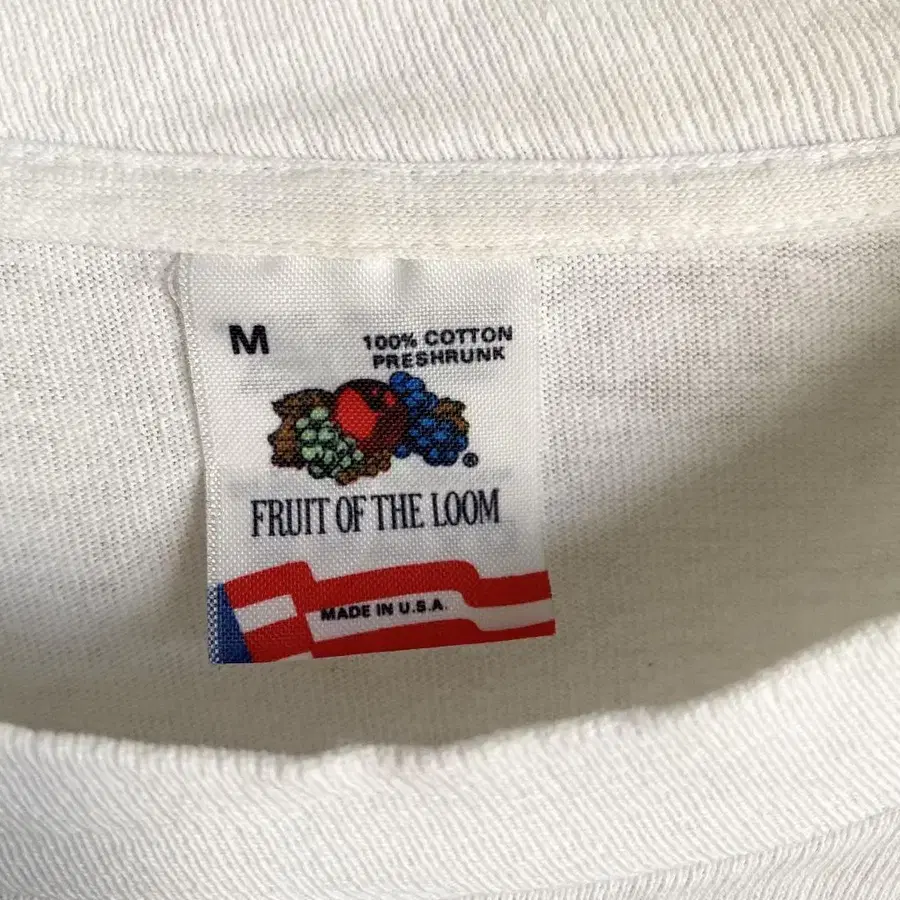 M
100% COTTON
PRESHRUNK
®
FRUIT OF THE LOOM
MADE IN U.S.A.